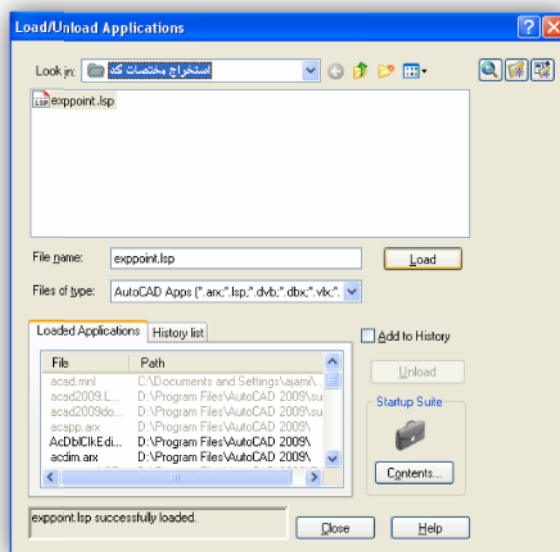 Load/Unload Applications
Look in: استخراج مختصات کد
LSP exppoint.lsp
File name: exppoint.lsp Load
Files of type: AutoCAD Apps (*.arx;*.lsp;*.dvb;*.dbx;*.vlx;*.
Loaded Applications History list Add to History
File Path
acad.mnl C:\Documents and Settings\ajami\...
acad2009.L... D:\Program Files\AutoCAD 2009\su
acad2009do... D:\Program Files\AutoCAD 2009\su
acapp.arx D:\Program Files\AutoCAD 2009\
AcDblClkEdi... D:\Program Files\AutoCAD 2009\
acdim.arx D:\Program Files\AutoCAD 2009\
Unload
Startup Suite
Contents...
exppoint.lsp successfully loaded.
Close Help